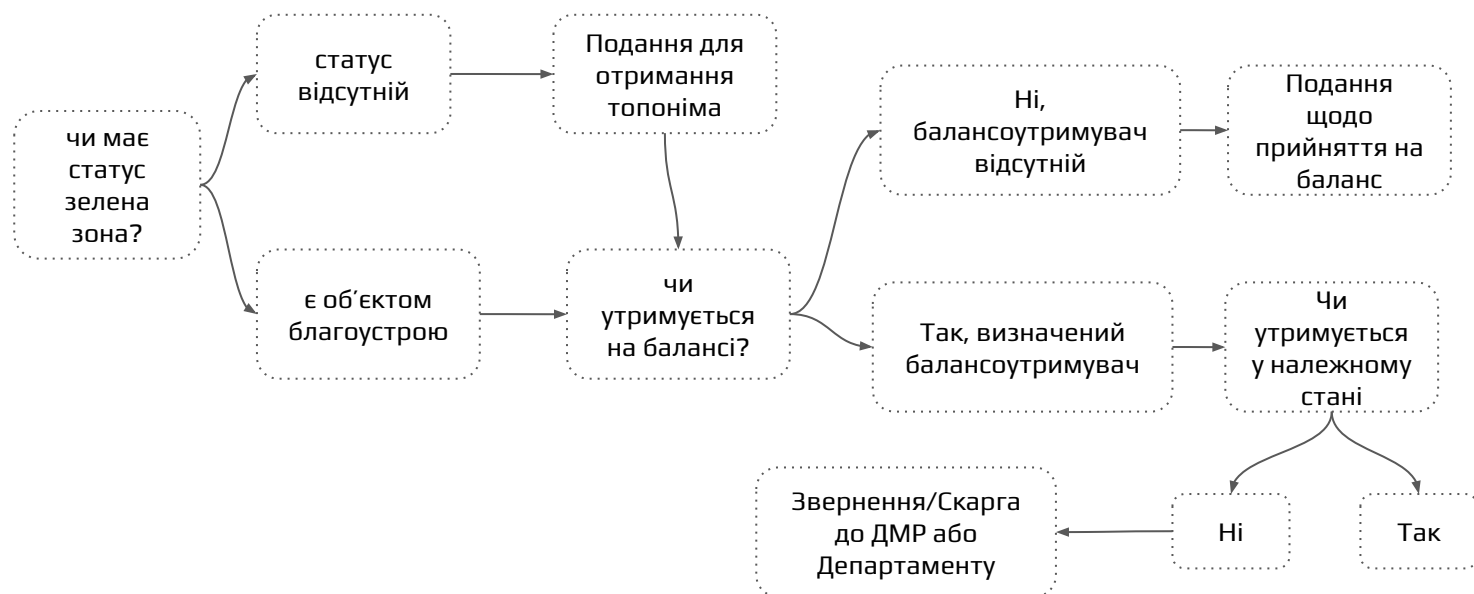 чи має
статус
зелена
зона?
статус
відсутній
Подання для
отримання
топоніма
є об’єктом
благоустрою
чи
утримується
на балансі?
Ні,
балансоутримувач
відсутній
Подання
щодо
прийняття на
баланс
Так, визначений
балансоутримувач
Чи
утримується
у належному
стані
Звернення/Скарга
до ДМР або
Департаменту
Ні
Так